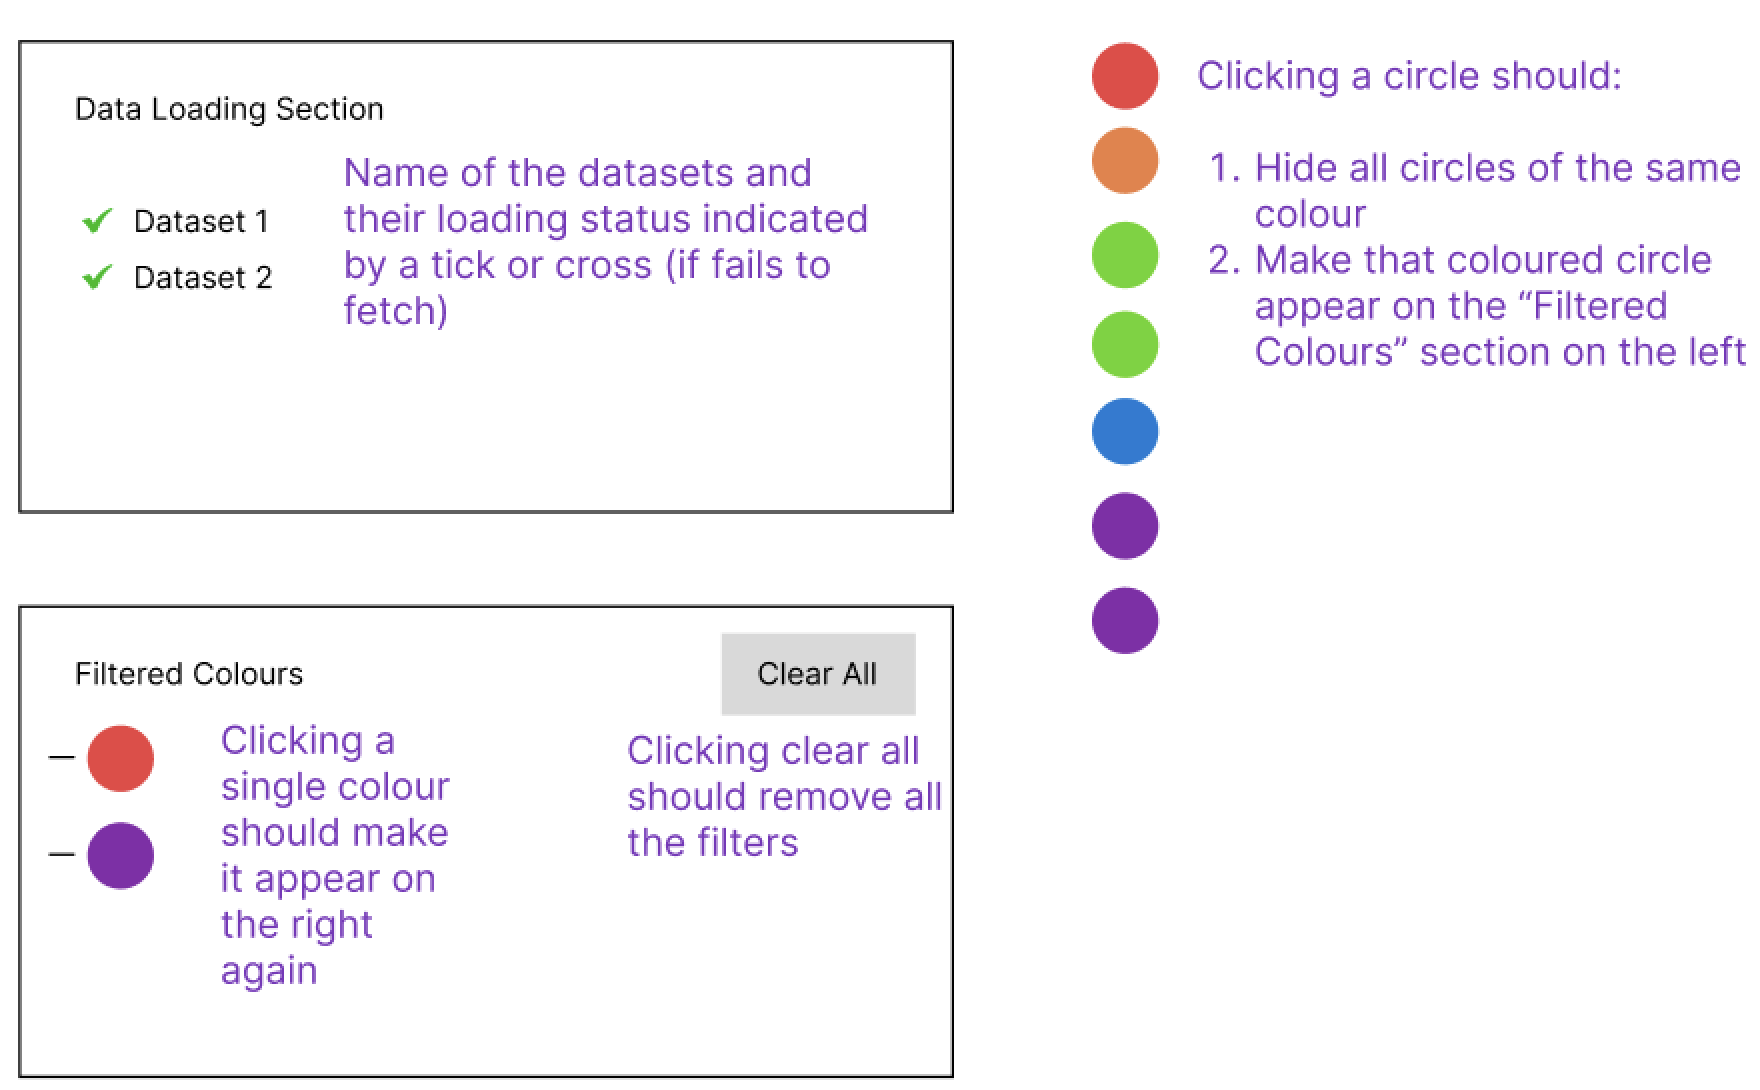 Data Loading Section
Dataset 1
Dataset 2
Name of the datasets and
their loading status indicated
by a tick or cross (if fails to
fetch)
Filtered Colours
Clear All
Clicking a
single colour
should make
it appear on
the right
again
Clicking clear all
should remove all
the filters
Clicking a circle should:
1. Hide all circles of the same
colour
2. Make that coloured circle
appear on the “Filtered
Colours” section on the left